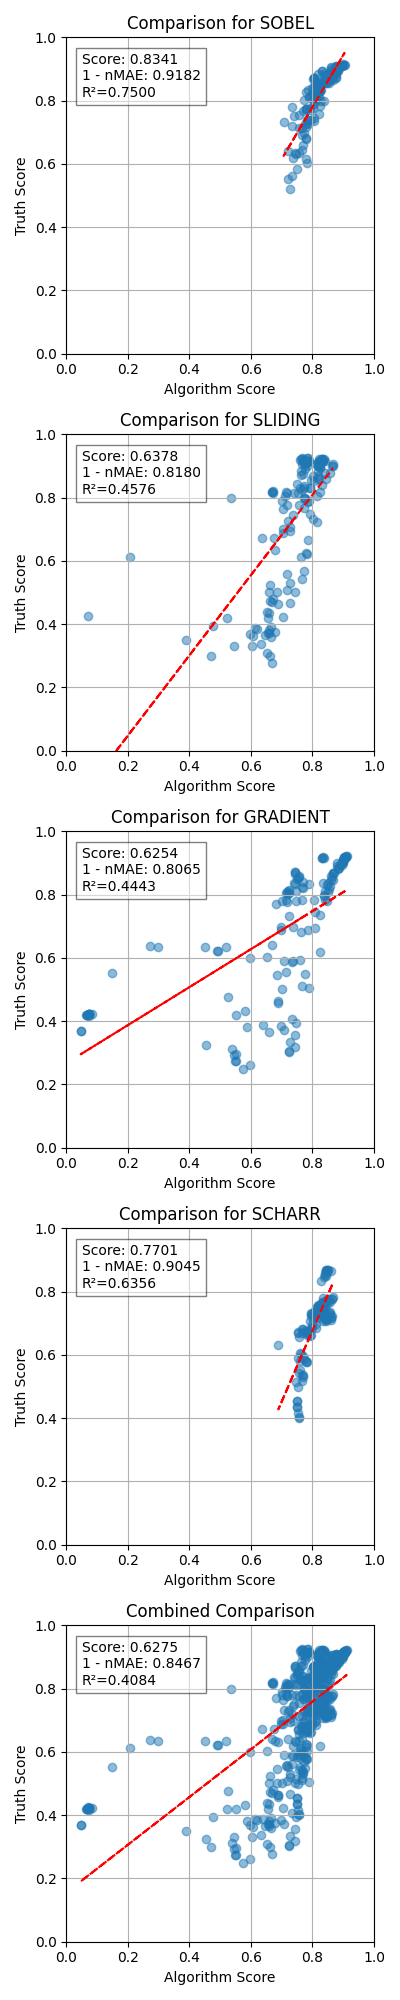 Comparison for SOBEL
Score: 0.8341
1 - nMAE: 0.9182
R²=0.7500
1.0
0.8
0.6
0.4
0.2
0.0
Truth Score
0.0 0.2 0.4 0.6 0.8 1.0
Algorithm Score
Comparison for SLIDING
Score: 0.6378
1 - nMAE: 0.8180
R²=0.4576
1.0
0.8
0.6
0.4
0.2
0.0
Truth Score
0.0 0.2 0.4 0.6 0.8 1.0
Algorithm Score
Comparison for GRADIENT
Score: 0.6254
1 - nMAE: 0.8065
R²=0.4443
1.0
0.8
0.6
0.4
0.2
0.0
Truth Score
0.0 0.2 0.4 0.6 0.8 1.0
Algorithm Score
Comparison for SCHARR
Score: 0.7701
1 - nMAE: 0.9045
R²=0.6356
1.0
0.8
0.6
0.4
0.2
0.0
Truth Score
0.0 0.2 0.4 0.6 0.8 1.0
Algorithm Score
Combined Comparison
Score: 0.6275
1 - nMAE: 0.8467
R²=0.4084
1.0
0.8
0.6
0.4
0.2
0.0
Truth Score
0.0 0.2 0.4 0.6 0.8 1.0
Algorithm Score